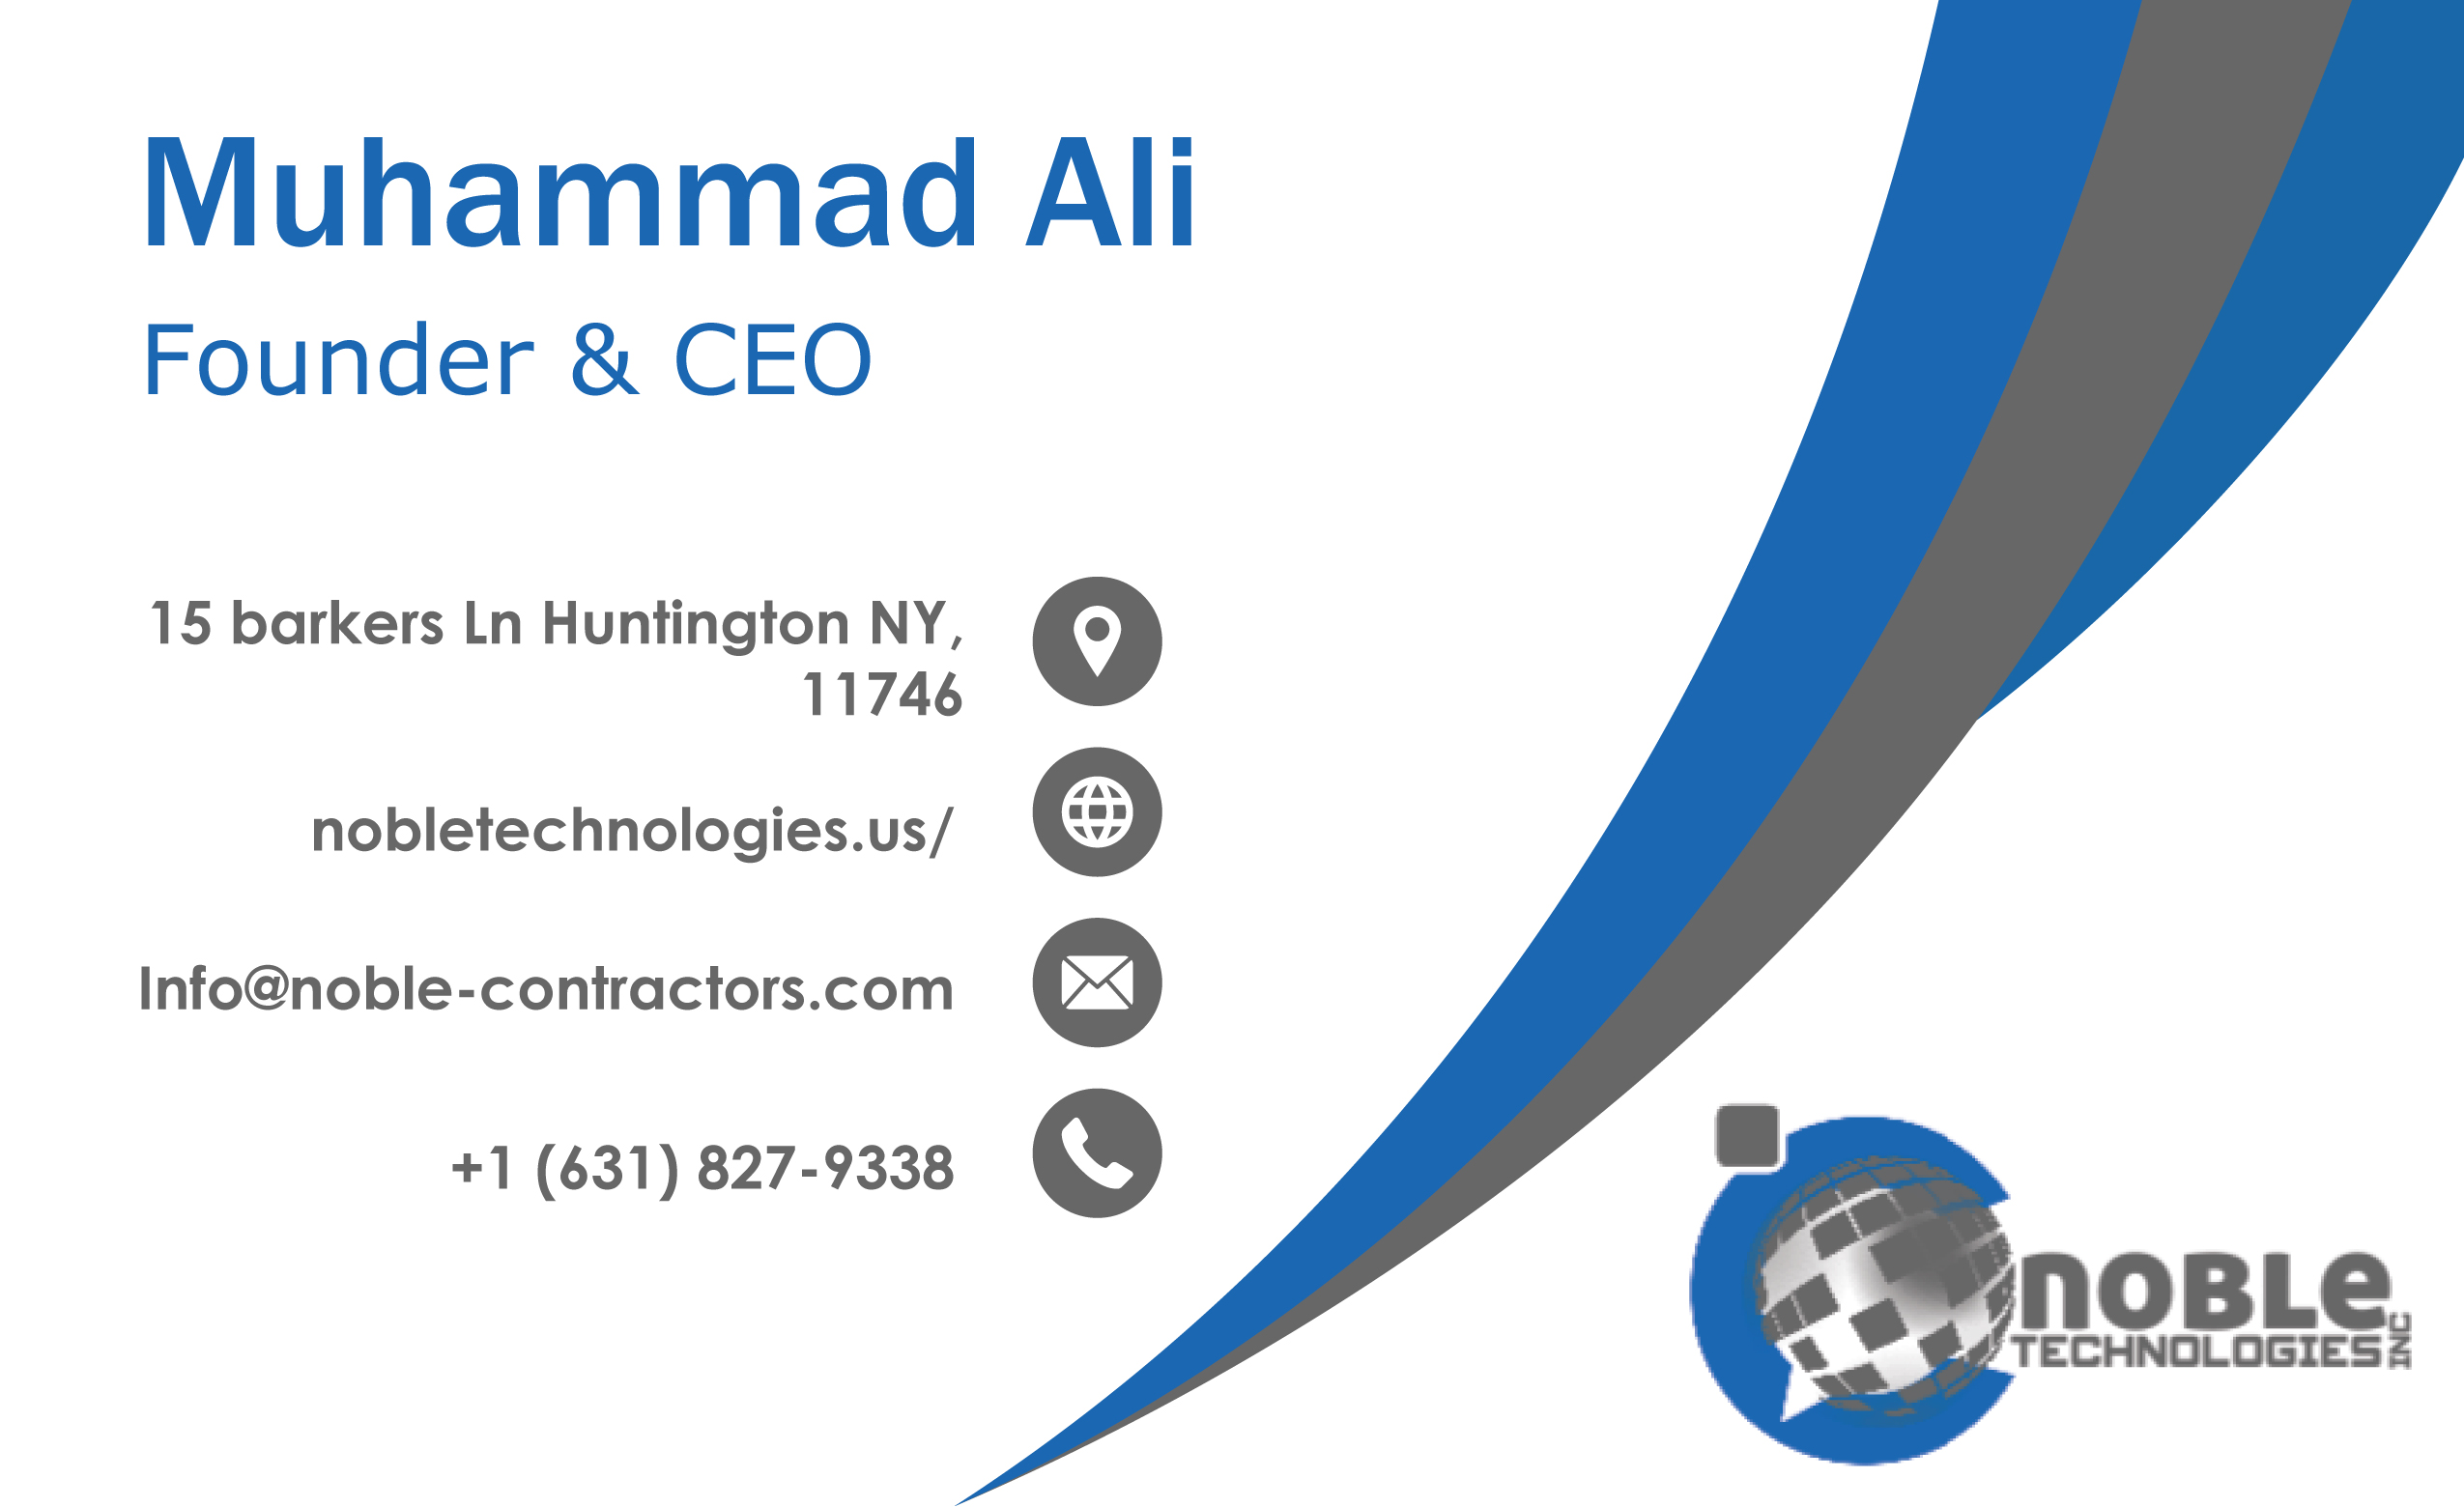 Muhammad Ali
Founder & CEO
15 barkers Ln Huntington NY,
11746
nobletechnologies.us/
Info@noble-contractors.com
+1 (631) 827-9338
noBLe
TECHNOLOGIES INC